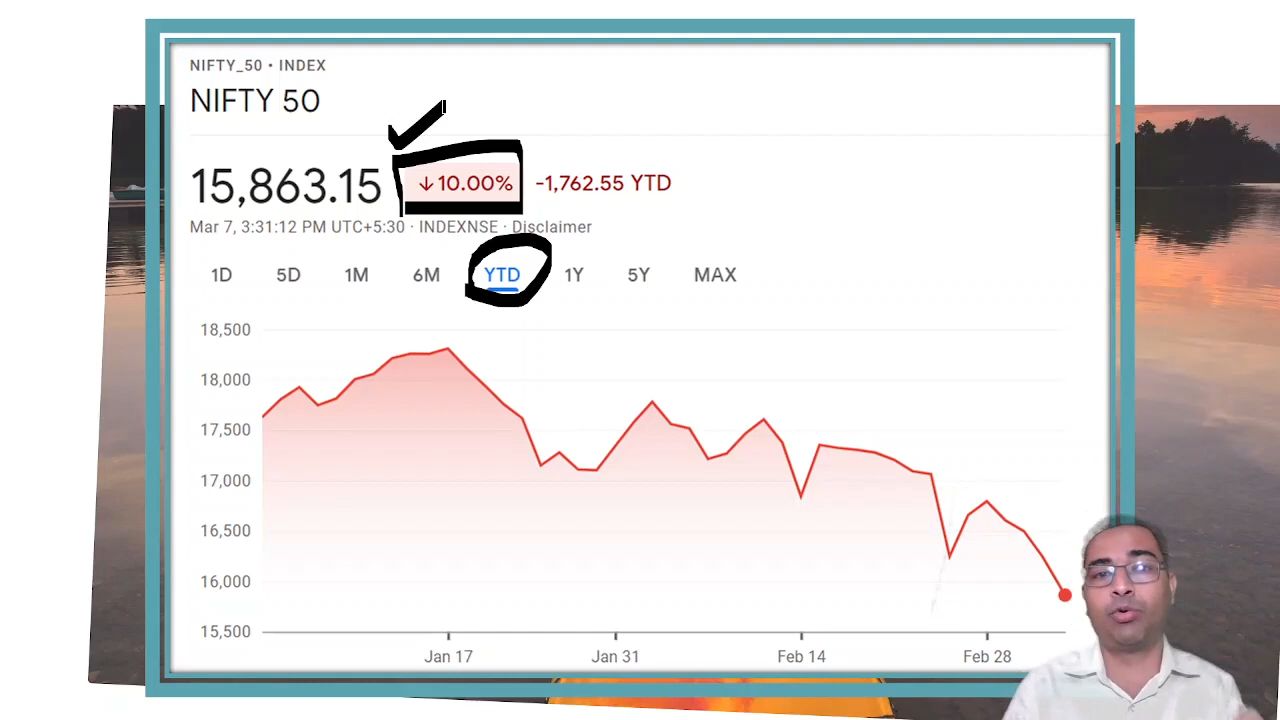 NIFTY_50 • INDEX
NIFTY 50
15,863.15 ↓10.00% -1,762.55 YTD
Mar 7, 3:31:12 PM UTC+5:30 · INDEXNSE · Disclaimer
1D 5D 1M 6M YTD 1Y 5Y MAX
18,500
18,000
17,500
17,000
16,500
16,000
15,500
Jan 17 Jan 31 Feb 14 Feb 28